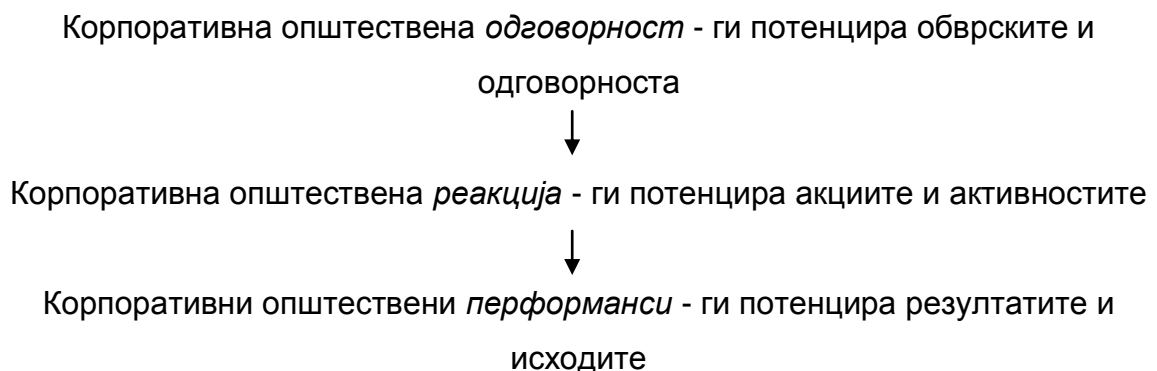 Корпоративна општествена одговорност - ги потенцира обврските и
одговорноста
Корпоративна општествена реакција - ги потенцира акциите и активностите
Корпоративни општествени перформанси - ги потенцира резултатите и
исходите